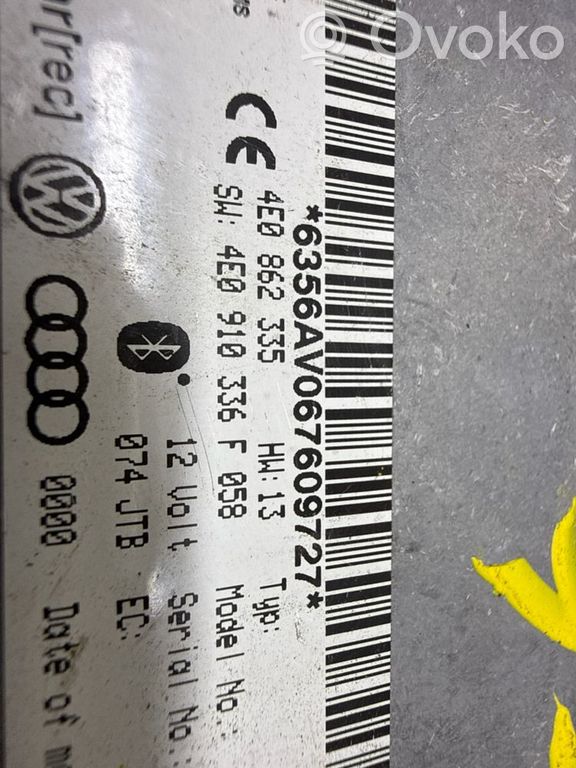 Ovoko
*6356AV067609727*
4E0 862 335 HW:13 Typ:
SW: 4E0 910 336 F 058 Model No.:
12 Volt Serial No.:
074 JTB EC:
0000 Date of
[rec]